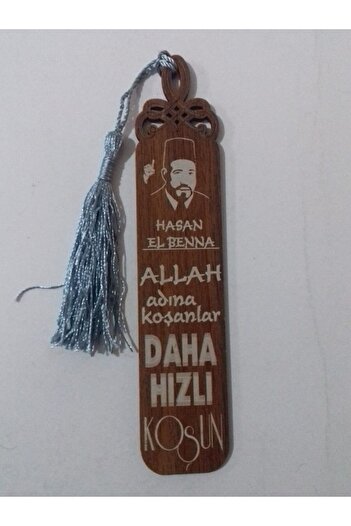 HASAN
EL BENNA
ALLAH
adına
koşanlar
DAHA
HIZLI
KOŞUN